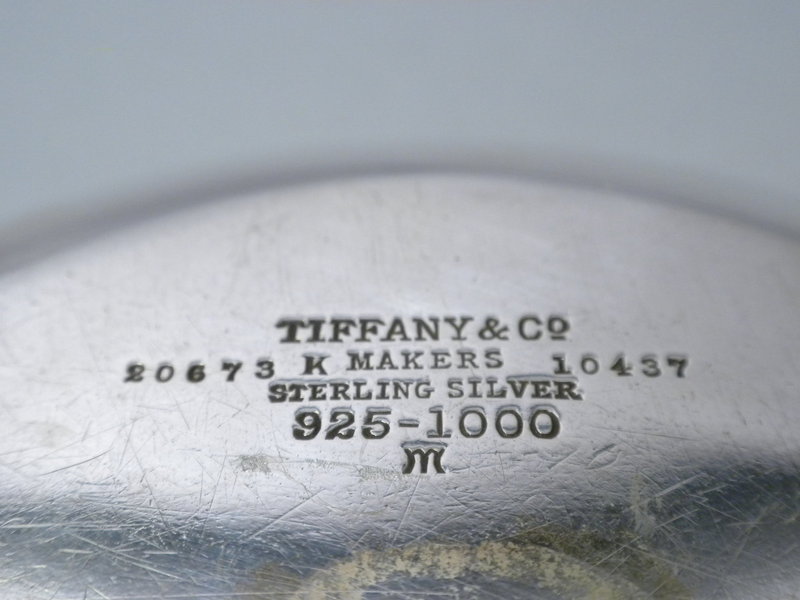 TIFFANY & Cº
20673 K MAKERS 10437
STERLING SILVER
925-1000
m